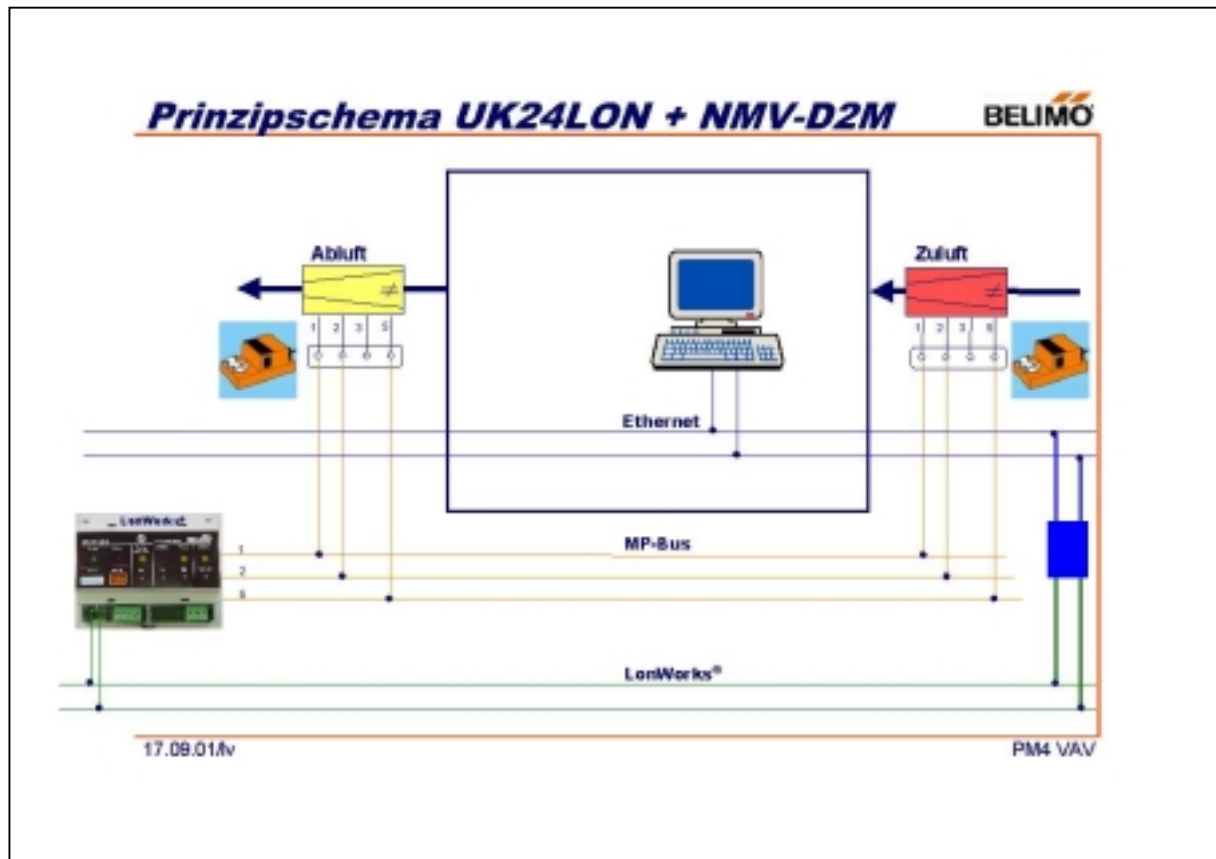 Prinzipschema UK24LON + NMV-D2M
BELIMO
Abluft
Zuluft
1 2 3 5
1 2 3 5
Ethernet
LonWorks
MP-Bus
1
2
5
LonWorks®
17.09.01/lv
PM4 VAV